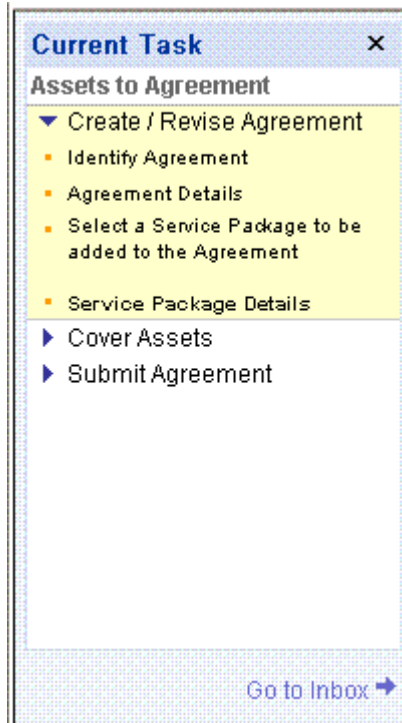 Current Task
Assets to Agreement
Create / Revise Agreement
Identify Agreement
Agreement Details
Select a Service Package to be
added to the Agreement
Service Package Details
Cover Assets
Submit Agreement
Go to Inbox